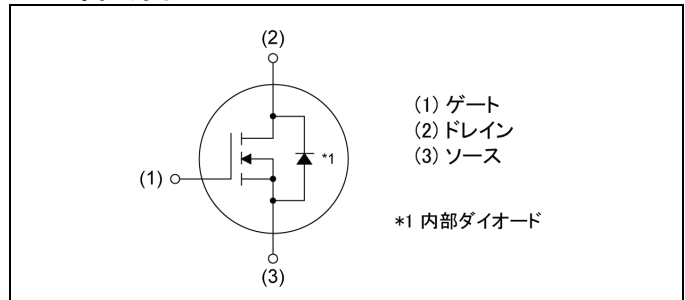 (2)
(1) ゲート
(2) ドレイン
(3) ソース
*1
(1)
*1 内部ダイオード
(3)